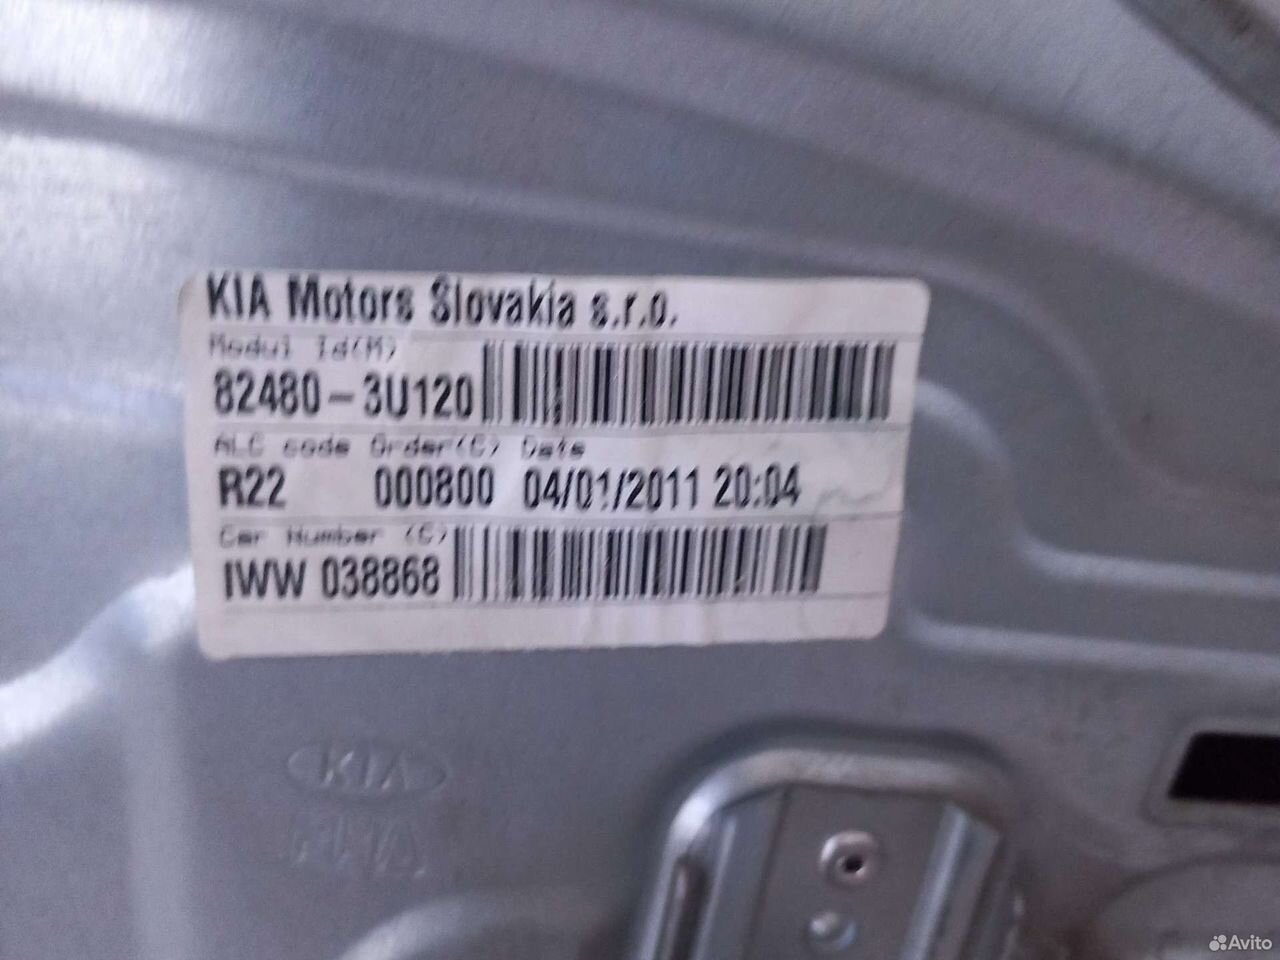 KIA Motors Slovakia s.r.o.
Modul Id(M)
82480-3U120
ALC code Order(C) Date
R22 000800 04/01/2011 20:04
Car Number (C)
IWW 038868
KIA
Avito